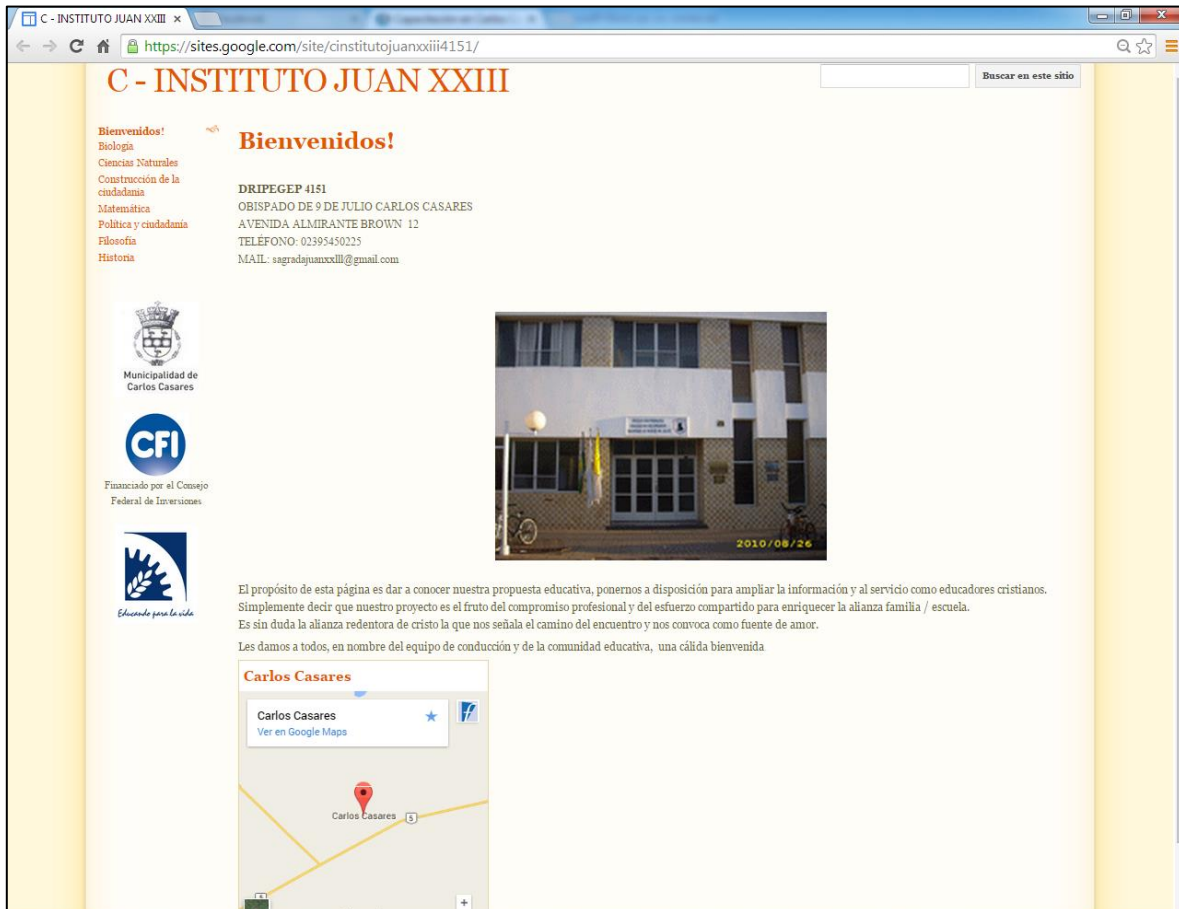 C - INSTITUTO JUAN XXIII
https://sites.google.com/site/cinstitutojuanxxiii4151/
C - INSTITUTO JUAN XXIII
Buscar en este sitio
Bienvenidos!
Biología
Ciencias Naturales
Construcción de la
ciudadania
Matemática
Política y ciudadanía
Filosofia
Historia
Municipalidad de
Carlos Casares
CFI
Financiado por el Consejo
Federal de Inversiones
Educando para la vida
Bienvenidos!
DRIPEGEP 4151
OBISPADO DE 9 DE JULIO CARLOS CASARES
AVENIDA ALMIRANTE BROWN 12
TELÉFONO: 02395450225
MAIL: sagradajuanxxlll@gmail.com
2010/08/26
El propósito de esta página es dar a conocer nuestra propuesta educativa, ponernos a disposición para ampliar la información y al servicio como educadores cristianos.
Simplemente decir que nuestro proyecto es el fruto del compromiso profesional y del esfuerzo compartido para enriquecer la alianza familia / escuela.
Es sin duda la alianza redentora de cristo la que nos señala el camino del encuentro y nos convoca como fuente de amor.
Les damos a todos, en nombre del equipo de conducción y de la comunidad educativa, una cálida bienvenida
Carlos Casares
Carlos Casares
Ver en Google Maps
Carlos Casares
5
5
+